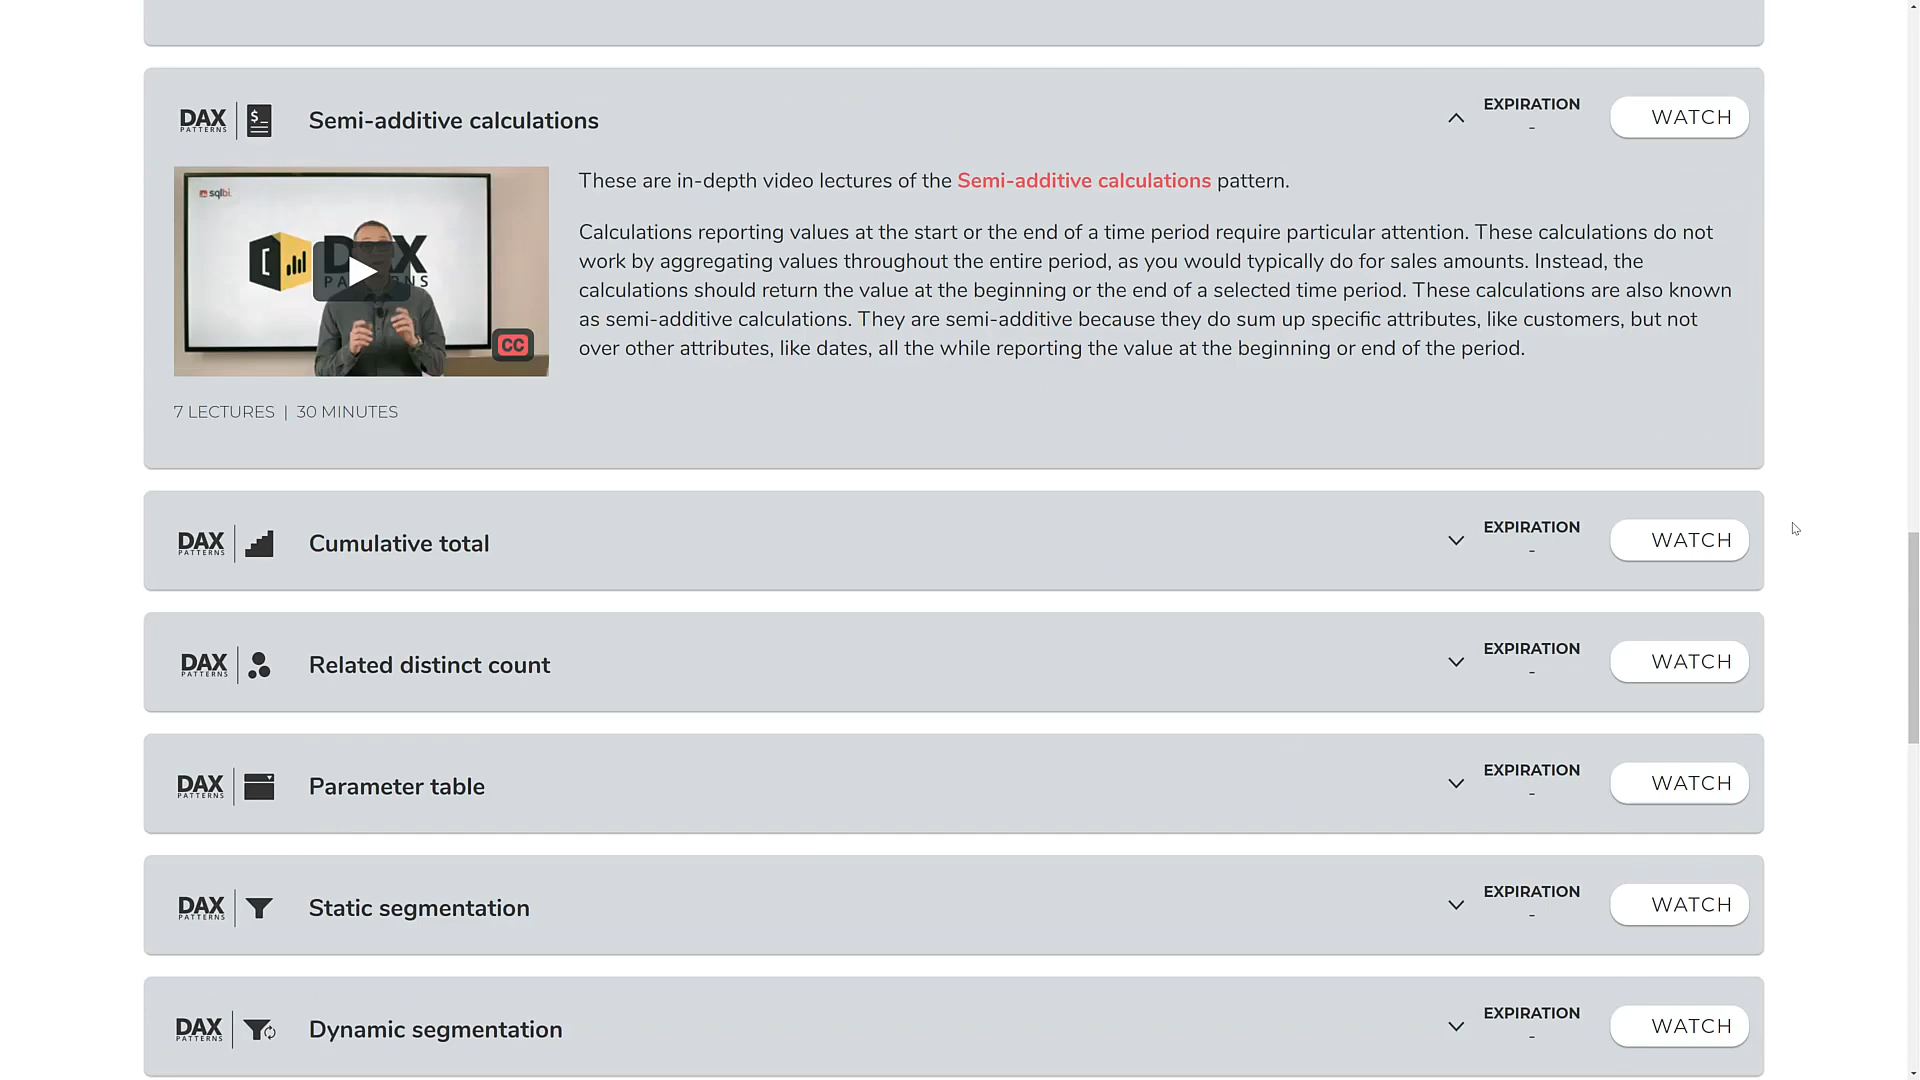 DAX PATTERNS
Semi-additive calculations
EXPIRATION
-
WATCH
sqlbi.
CC
These are in-depth video lectures of the Semi-additive calculations pattern.
Calculations reporting values at the start or the end of a time period require particular attention. These calculations do not
work by aggregating values throughout the entire period, as you would typically do for sales amounts. Instead, the
calculations should return the value at the beginning or the end of a selected time period. These calculations are also known
as semi-additive calculations. They are semi-additive because they do sum up specific attributes, like customers, but not
over other attributes, like dates, all the while reporting the value at the beginning or end of the period.
7 LECTURES | 30 MINUTES
DAX PATTERNS
Cumulative total
EXPIRATION
-
WATCH
DAX PATTERNS
Related distinct count
EXPIRATION
-
WATCH
DAX PATTERNS
Parameter table
EXPIRATION
-
WATCH
DAX PATTERNS
Static segmentation
EXPIRATION
-
WATCH
DAX PATTERNS
Dynamic segmentation
EXPIRATION
-
WATCH